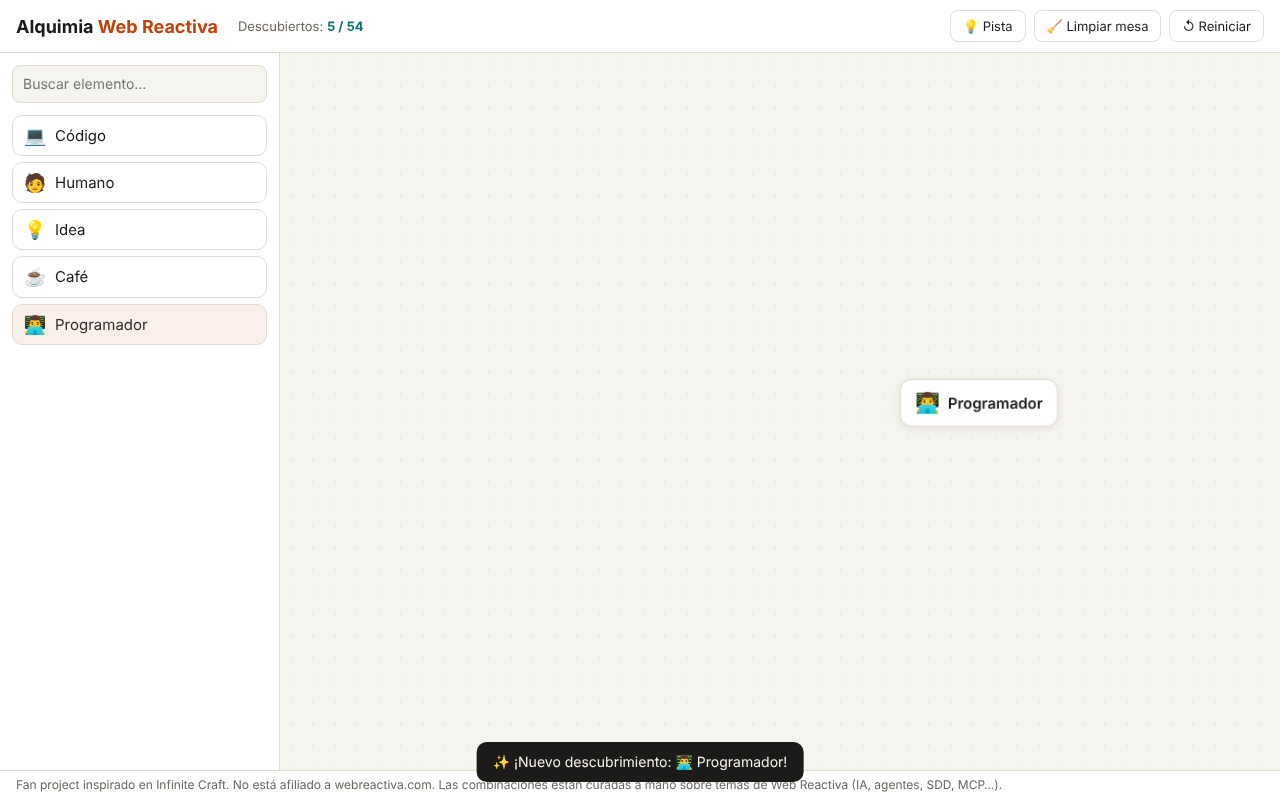 Alquimia Web Reactiva
Descubiertos: 5 / 54
Pista
Limpiar mesa
Reiniciar
Buscar elemento...
Código
Humano
Idea
Café
Programador
Programador
¡Nuevo descubrimiento: Programador!
Fan project inspirado en Infinite Craft. No está afiliado a webreactiva.com. Las combinaciones están curadas a mano sobre temas de Web Reactiva (IA, agentes, SDD, MCP...).